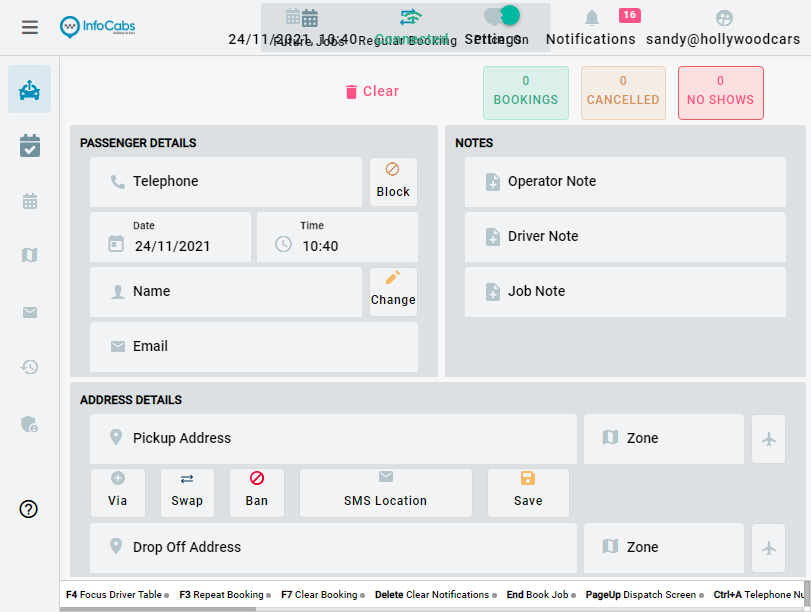 InfoCabs
24/11/2021 10:40
Future Jobs
Regular Booking
Connected
Settings
On
16
Notifications
sandy@hollywoodcars
Clear
0
BOOKINGS
0
CANCELLED
0
NO SHOWS
PASSENGER DETAILS
Telephone
Block
Date
24/11/2021
Time
10:40
Name
Change
Email
NOTES
Operator Note
Driver Note
Job Note
ADDRESS DETAILS
Pickup Address
Zone
Via
Swap
Ban
SMS Location
Save
Drop Off Address
Zone
F4 Focus Driver Table F3 Repeat Booking F7 Clear Booking Delete Clear Notifications End Book Job PageUp Dispatch Screen Ctrl+A Telephone Nu